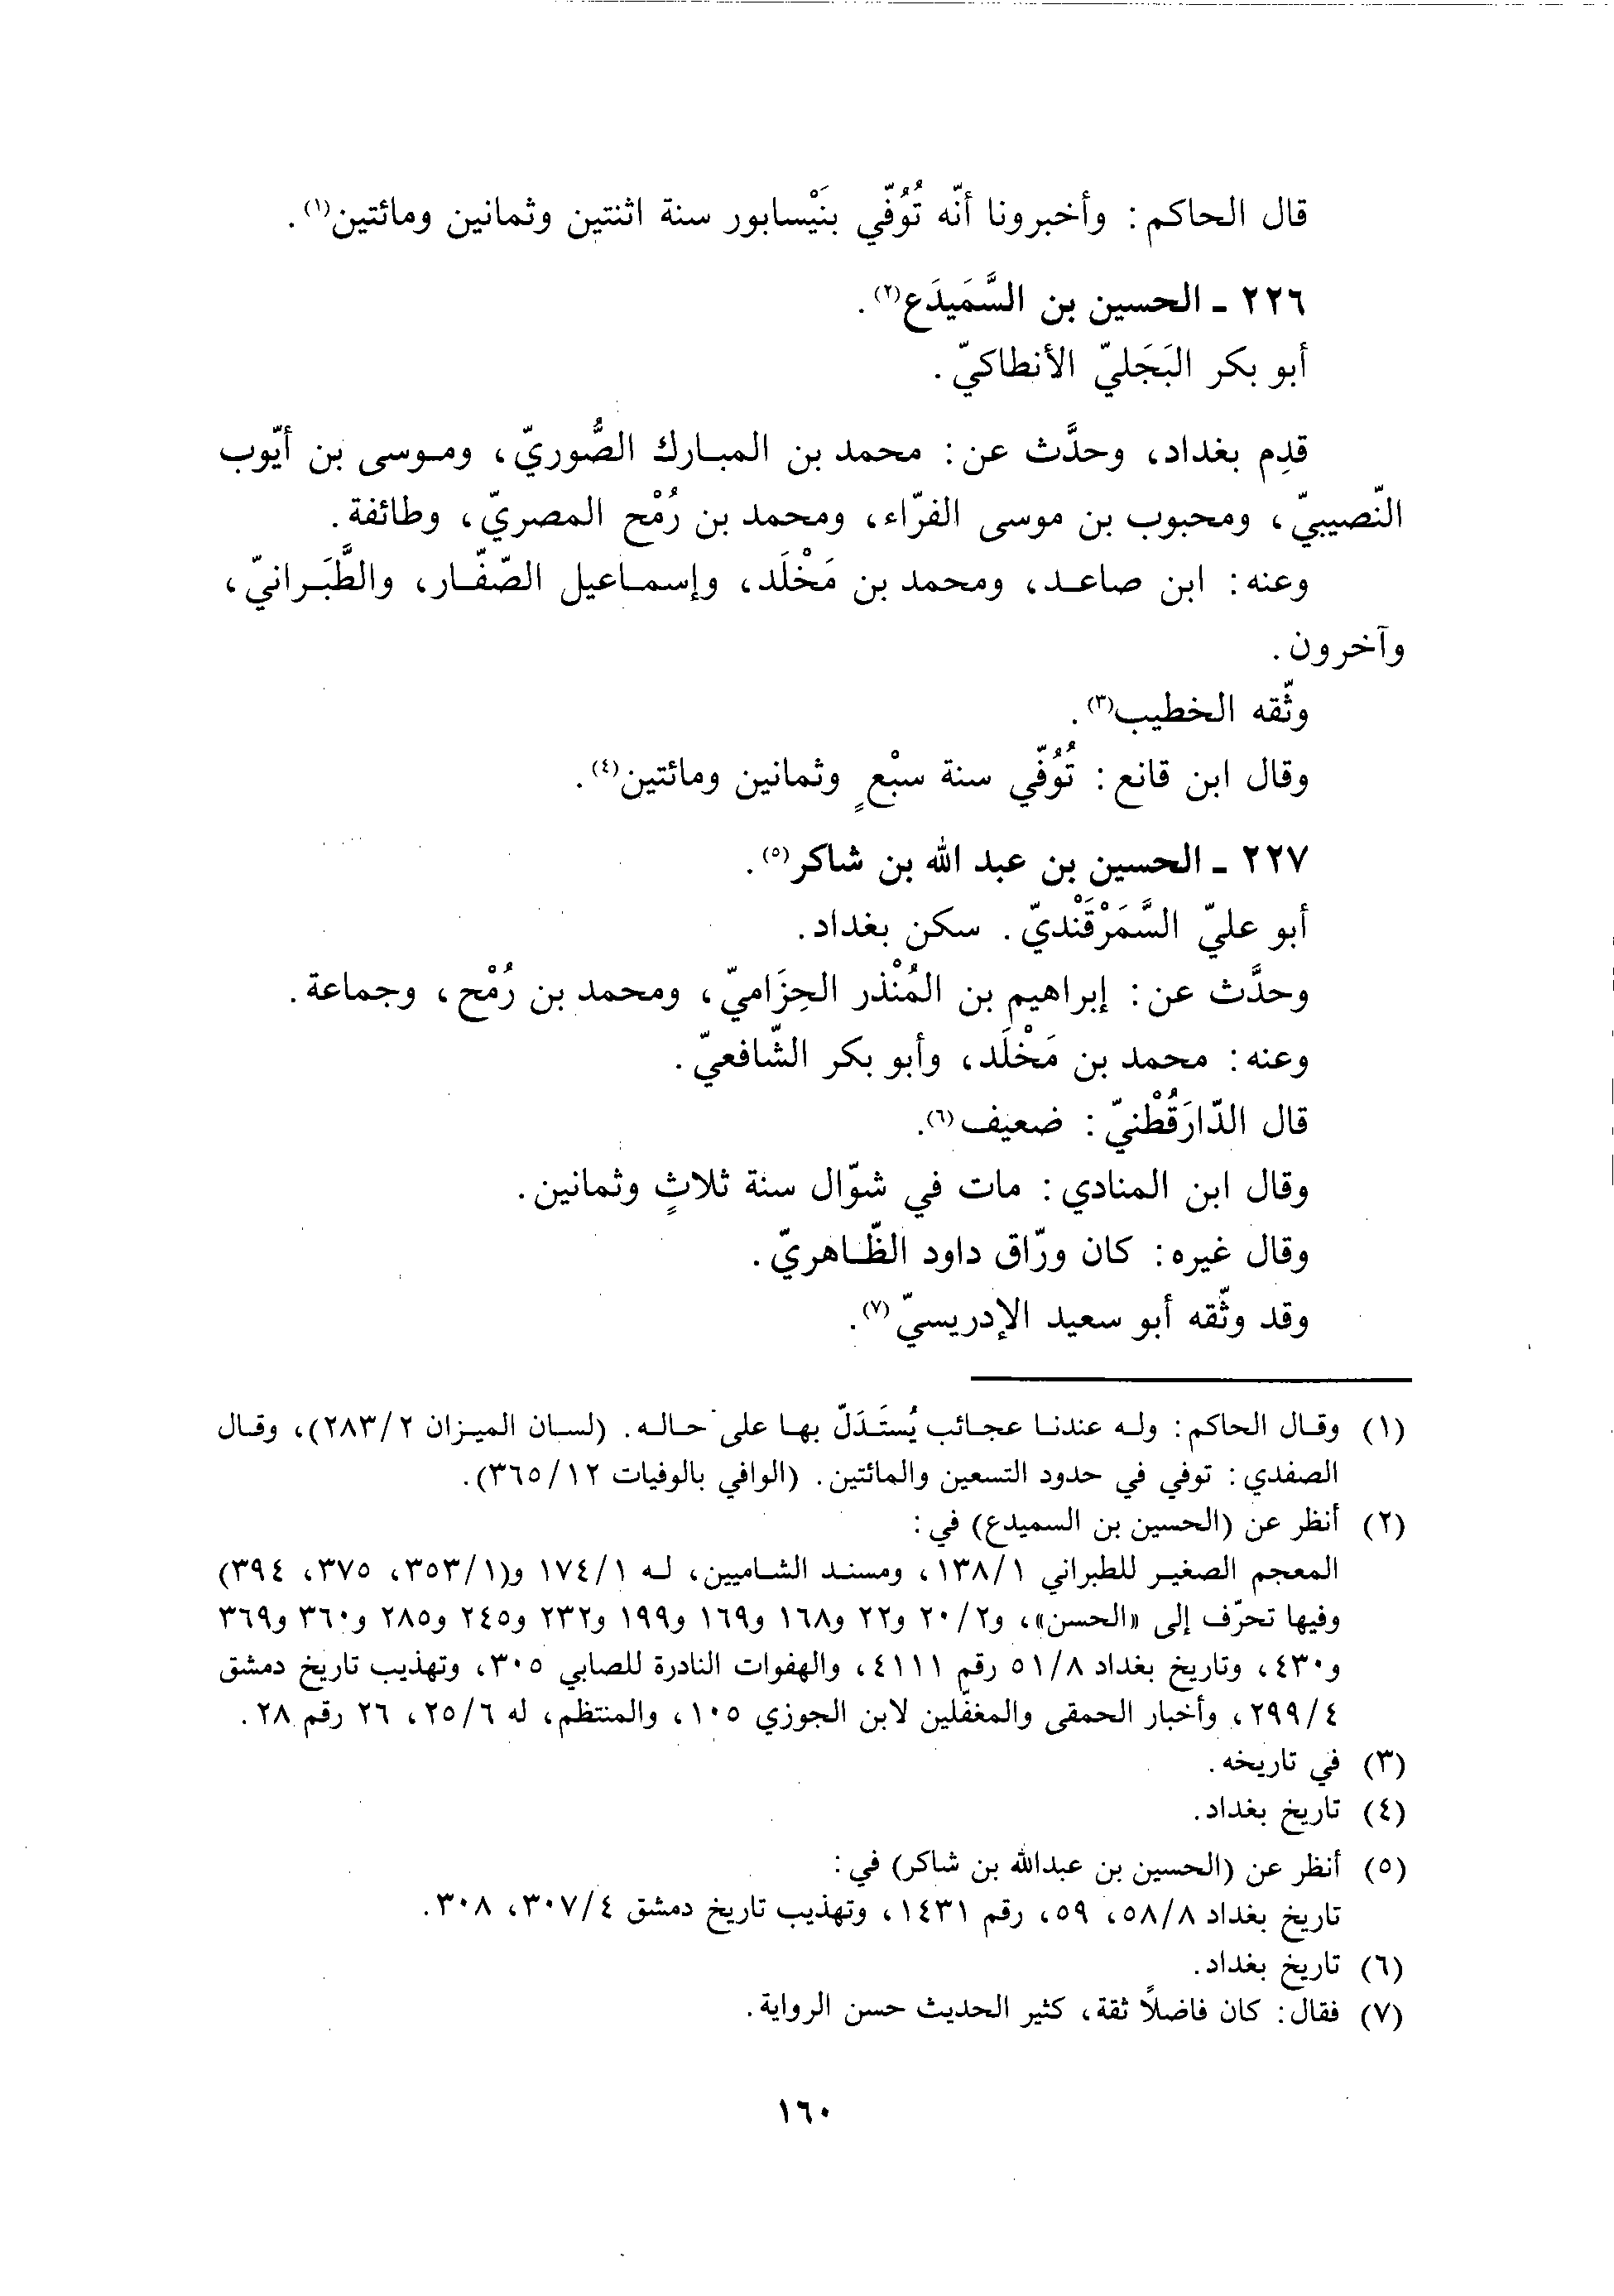 قال الحاكم: وأخبرونا أنّه تُوُفّي بنَيْسابور سنة اثنتين وثمانين ومائتين(١).
٢٢٦ ـ الحسين بن السَّمَيدَع(٢).
أبو بكر البَجَليّ الأنطاكيّ.
قدِم بغداد، وحدَّث عن: محمد بن المبارك الصُّوريّ، وموسى بن أيّوب
النّصيبيّ، ومحبوب بن موسى الفرّاء، ومحمد بن رُمْح المصريّ، وطائفة.
وعنه: ابن صاعد، ومحمد بن مَخْلَد، وإسماعيل الصّفّار، والطَّبَرانيّ،
وآخرون.
وثّقه الخطيب(٣).
وقال ابن قانع: تُوُفّي سنة سبْعٍ وثمانين ومائتين(٤).
٢٢٧ ـ الحسين بن عبد الله بن شاكر(٥).
أبو عليّ السَّمَرْقَنْديّ. سكن بغداد.
وحدَّث عن: إبراهيم بن المُنْذر الحِزَاميّ، ومحمد بن رُمْح، وجماعة.
وعنه: محمد بن مَخْلَد، وأبو بكر الشّافعيّ.
قال الدّارَقُطْنيّ: ضعيف(٦).
وقال ابن المنادي: مات في شوّال سنة ثلاثٍ وثمانين.
وقال غيره: كان ورّاق داود الظّاهريّ.
وقد وثّقه أبو سعيد الإدريسيّ(٧).
(١) وقال الحاكم: وله عندنا عجائب يُستَدَلّ بها على حاله. (لسان الميزان ٢/٢٨٣)، وقال
الصفدي: توفي في حدود التسعين والمائتين. (الوافي بالوفيات ١٢/٣٦٥).
(٢) أنظر عن (الحسين بن السميدع) في:
المعجم الصغير للطبراني ١/١٣٨، ومسند الشاميين، له ١/١٧٤ و(١/٣٥٣، ٣٧٥، ٣٩٤)
وفيها تحرّف إلى «الحسن»، و٢/٢٠ و٢٢ و١٦٨ و١٦٩ و١٩٩ و٢٣٢ و٢٤٥ و٢٨٥ و٣٦٠ و٣٦٩
و٤٣٠، وتاريخ بغداد ٨/٥١ رقم ٤١١١، والهفوات النادرة للصابي ٣٠٥، وتهذيب تاريخ دمشق
٤/٢٩٩، وأخبار الحمقى والمغفّلين لابن الجوزي ١٠٥، والمنتظم، له ٦/٢٥، ٢٦ رقم ٢٨.
(٣) في تاريخه.
(٤) تاريخ بغداد.
(٥) أنظر عن (الحسين بن عبدالله بن شاكر) في:
تاريخ بغداد ٨/٥٨، ٥٩، رقم ١٤٣١، وتهذيب تاريخ دمشق ٤/٣٠٧، ٣٠٨.
(٦) تاريخ بغداد.
(٧) فقال: كان فاضلاً ثقة، كثير الحديث حسن الرواية.
١٦٠